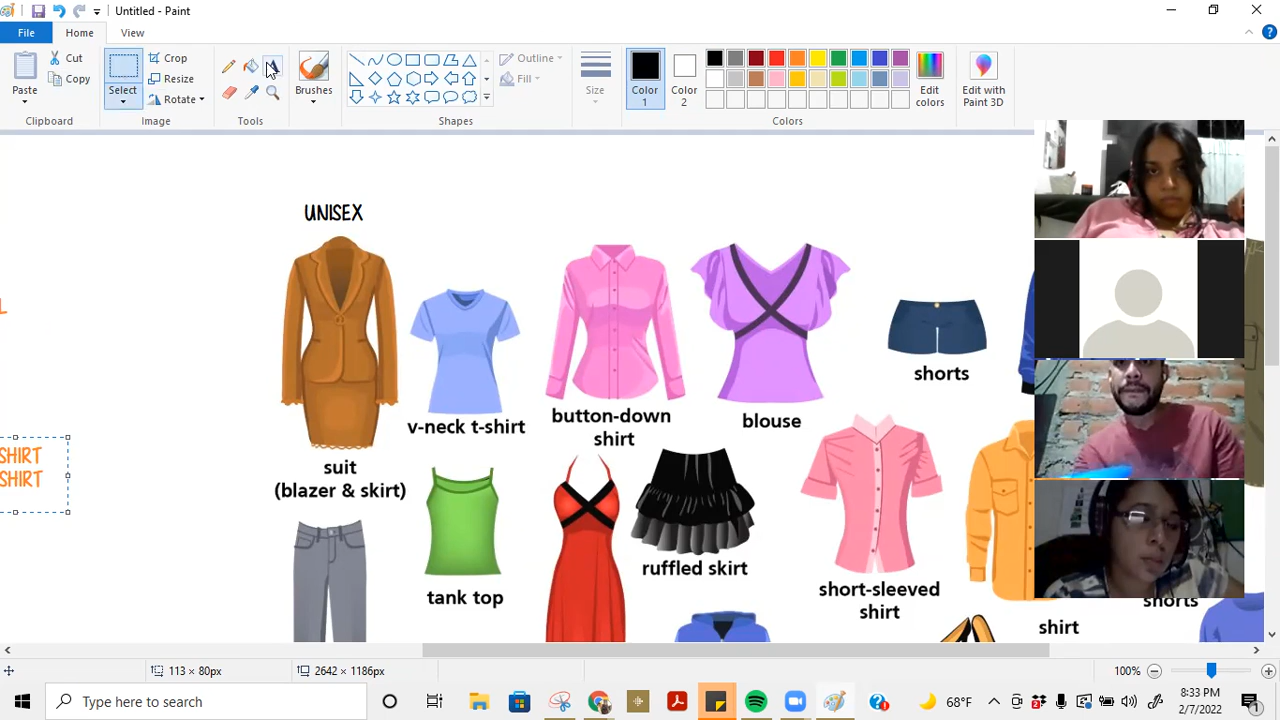 Untitled - Paint
File
Home
View
Paste
Cut
Copy
Clipboard
Select
Crop
Resize
Rotate
Image
Tools
Brushes
Shapes
Outline
Fill
Size
Color
1
Color
2
Edit
colors
Colors
Edit with
Paint 3D
UNISEX
L
SHIRT
SHIRT
suit
(blazer & skirt)
v-neck t-shirt
button-down
shirt
blouse
shorts
tank top
ruffled skirt
short-sleeved
shirt
shirt
shorts
113 × 80px
2642 × 1186px
100%
Type here to search
2
68°F
8:33 PM
2/7/2022
1